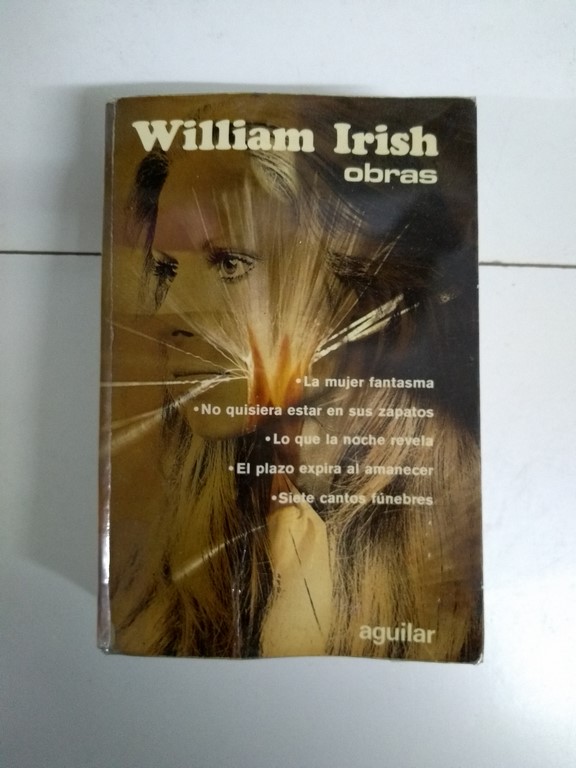 William Irish
obras
•La mujer fantasma
•No quisiera estar en sus zapatos
•Lo que la noche revela
•El plazo expira al amanecer
•Siete cantos fúnebres
aguilar